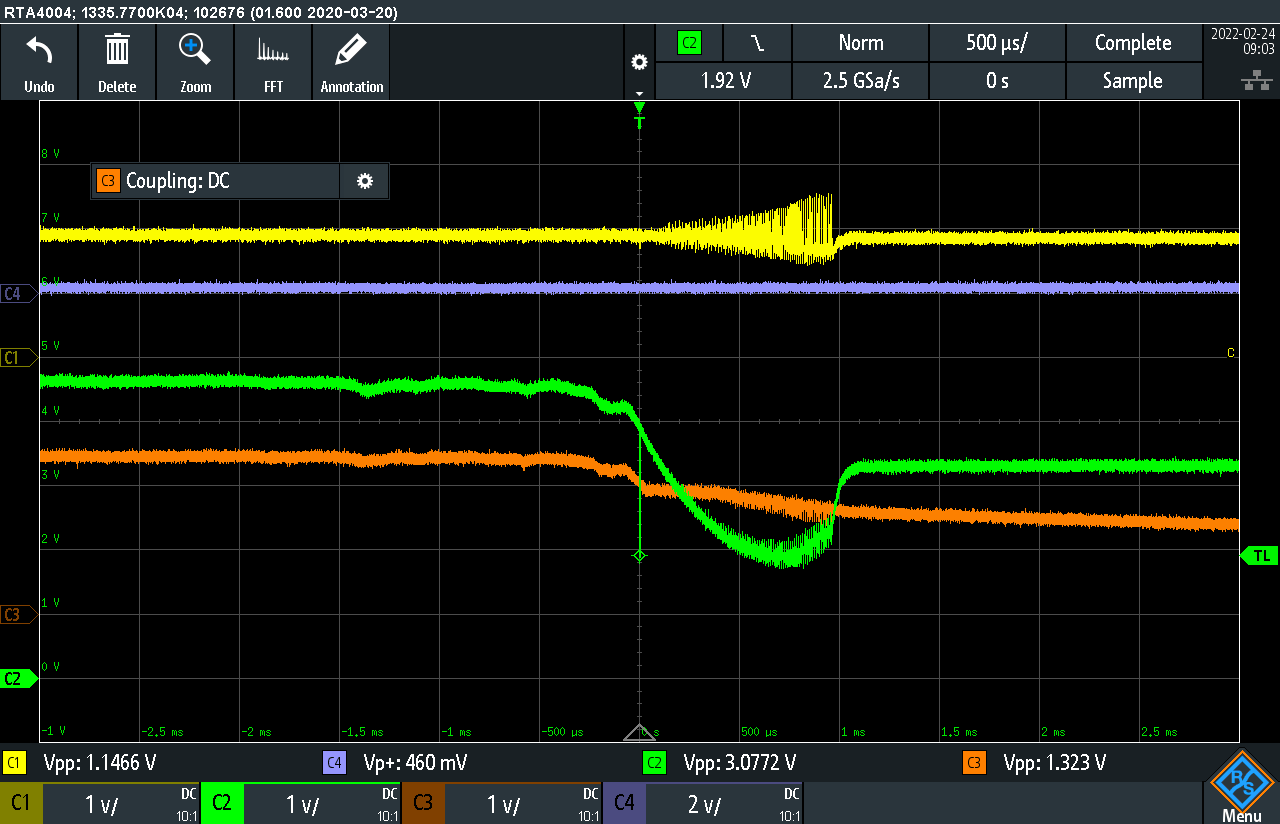 RTA4004; 1335.7700K04; 102676 (01.600 2020-03-20)
Undo
Delete
Zoom
FFT
Annotation
C2
Norm
500 µs/
Complete
2022-02-24
09:03
1.92 V
2.5 GSa/s
0 s
Sample
T
8 V
C3 Coupling: DC
7 V
6 V
C4
5 V
C1
C
4 V
3 V
2 V
TL
1 V
C3
0 V
C2
-1 V
-2.5 ms
-2 ms
-1.5 ms
-1 ms
-500 µs
0 s
500 µs
1 ms
1.5 ms
2 ms
2.5 ms
C1 Vpp: 1.1466 V
C4 Vp+: 460 mV
C2 Vpp: 3.0772 V
C3 Vpp: 1.323 V
C1 1 V/ DC 10:1
C2 1 V/ DC 10:1
C3 1 V/ DC 10:1
C4 2 V/ DC 10:1
R&S
Menu